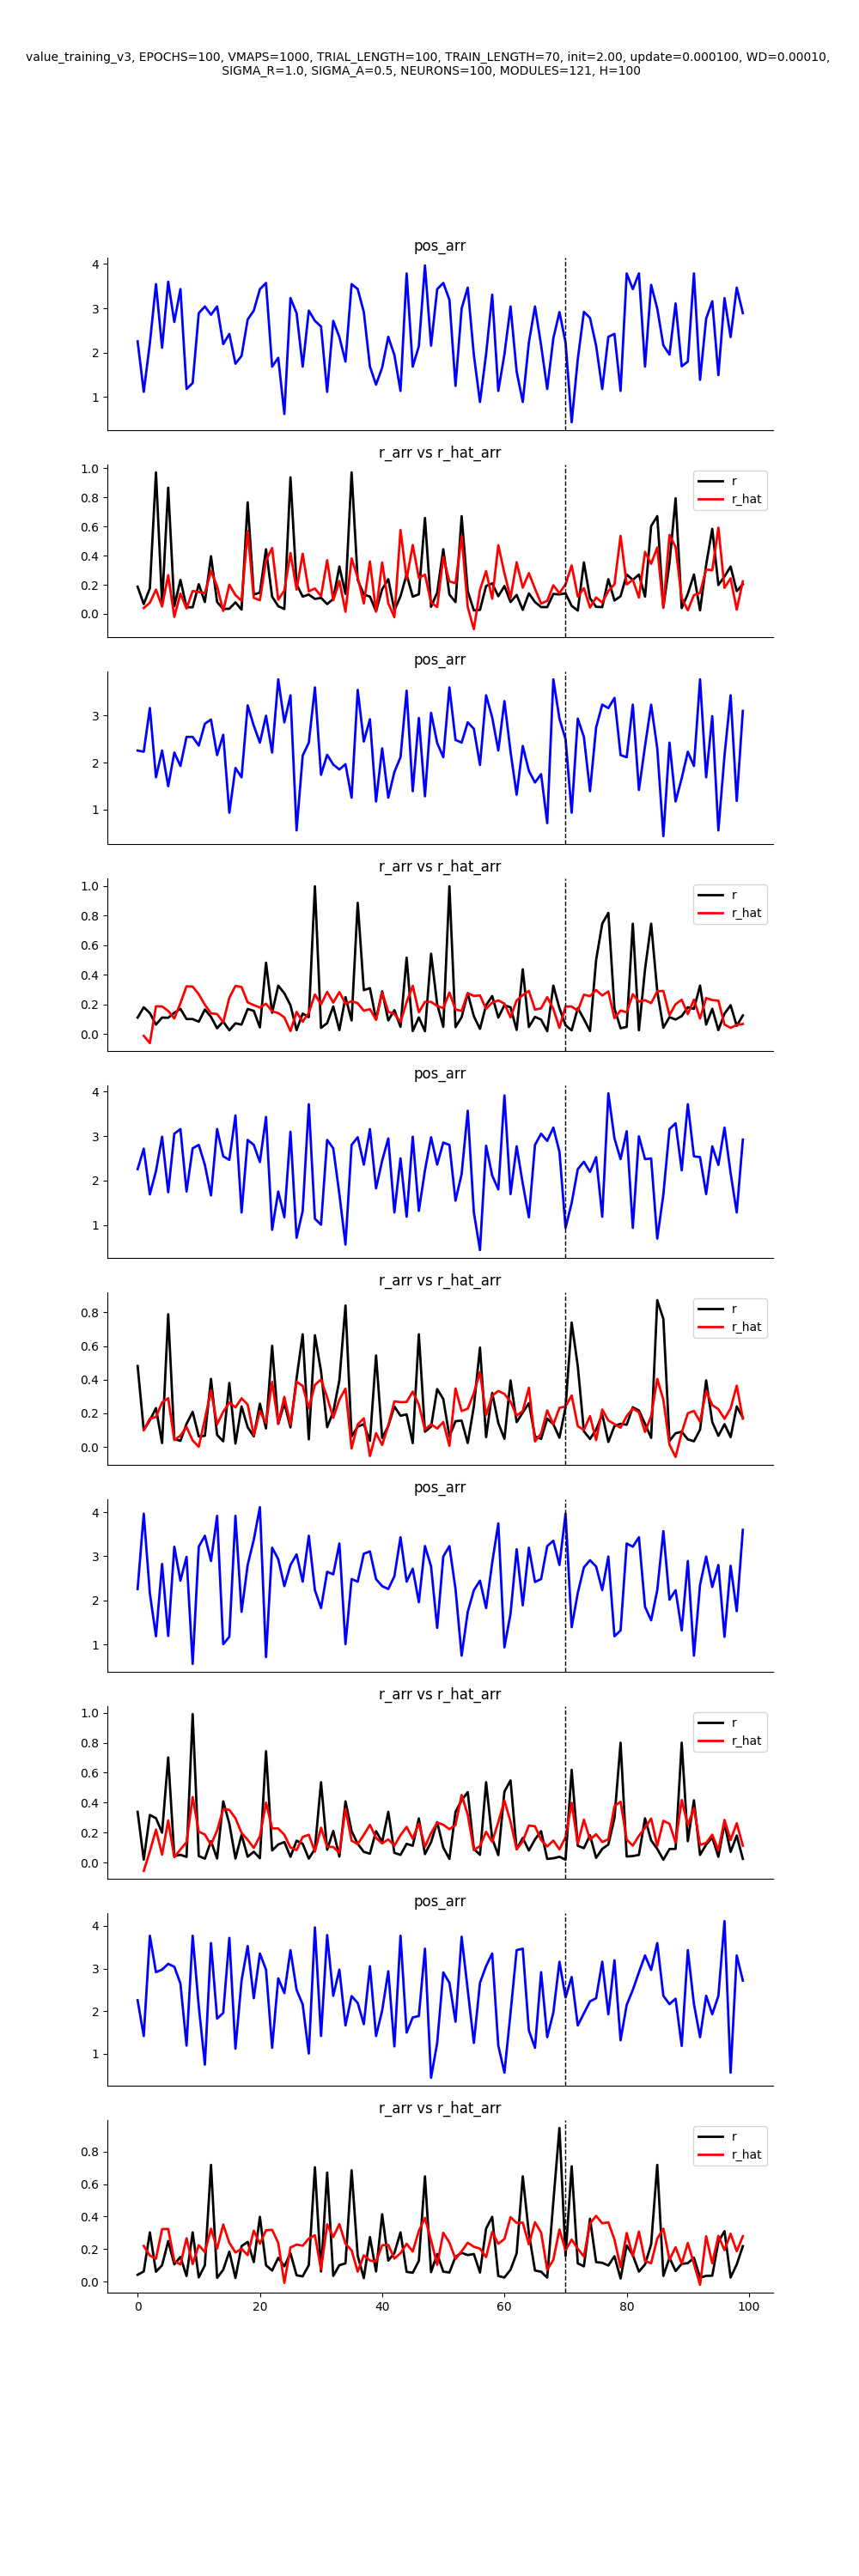 value_training_v3, EPOCHS=100, VMAPS=1000, TRIAL_LENGTH=100, TRAIN_LENGTH=70, init=2.00, update=0.000100, WD=0.00010,
SIGMA_R=1.0, SIGMA_A=0.5, NEURONS=100, MODULES=121, H=100
pos_arr
4
3
2
1
r_arr vs r_hat_arr
1.0
0.8
0.6
0.4
0.2
0.0
r
r_hat
pos_arr
3
2
1
r_arr vs r_hat_arr
1.0
0.8
0.6
0.4
0.2
0.0
r
r_hat
pos_arr
4
3
2
1
r_arr vs r_hat_arr
0.8
0.6
0.4
0.2
0.0
r
r_hat
pos_arr
4
3
2
1
r_arr vs r_hat_arr
1.0
0.8
0.6
0.4
0.2
0.0
r
r_hat
pos_arr
4
3
2
1
r_arr vs r_hat_arr
0.8
0.6
0.4
0.2
0.0
r
r_hat
0 20 40 60 80 100